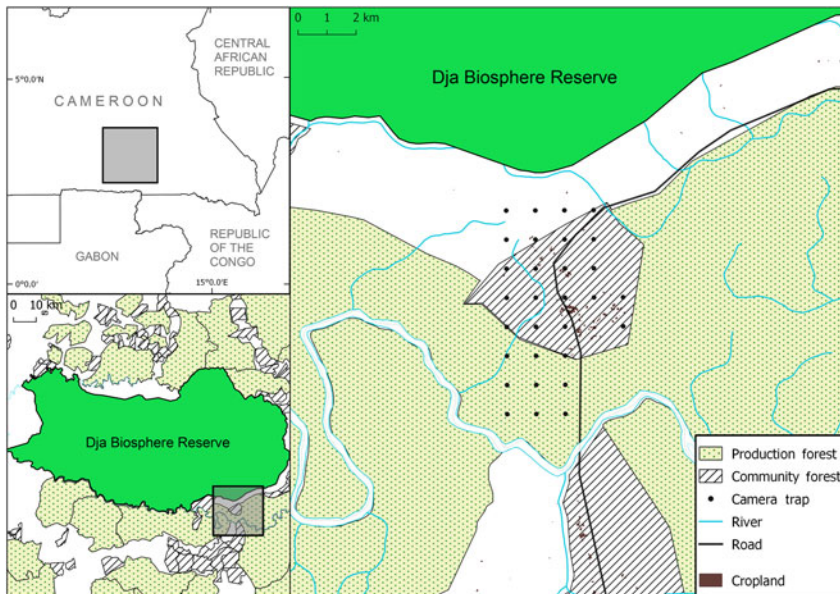 CENTRAL
AFRICAN
REPUBLIC
5°0.0'N
CAMEROON
REPUBLIC
OF THE
CONGO
GABON
0°0.0'
15°0.0'E
0 10 km
Dja Biosphere Reserve
0 1 2 km
Dja Biosphere Reserve
Production forest
Community forest
Camera trap
River
Road
Cropland